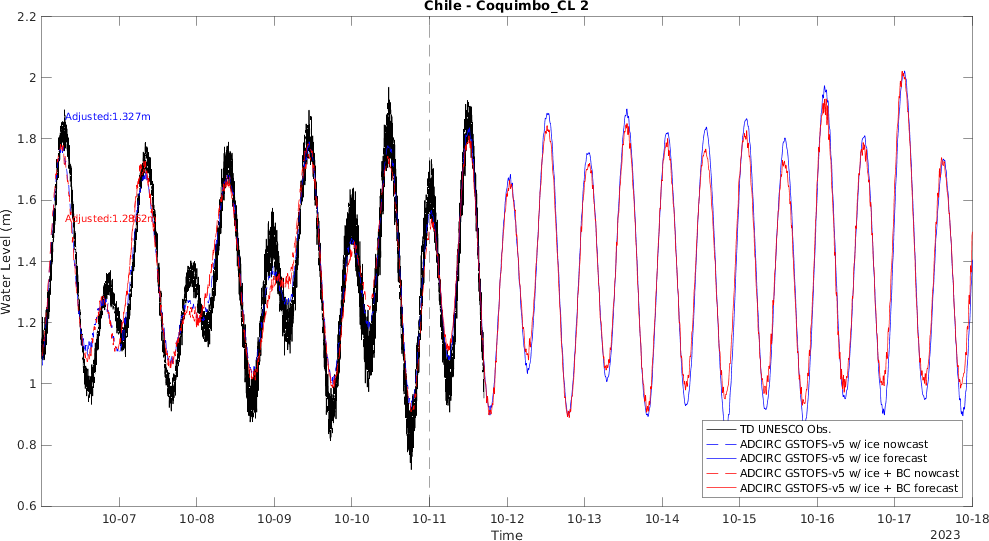 Chile - Coquimbo_CL 2
2.2
2
1.8
1.6
1.4
1.2
1
0.8
0.6
Water Level (m)
Adjusted:1.327m
Adjusted:1.2862m
TD UNESCO Obs.
ADCIRC GSTOFS-v5 w/ ice nowcast
ADCIRC GSTOFS-v5 w/ ice forecast
ADCIRC GSTOFS-v5 w/ ice + BC nowcast
ADCIRC GSTOFS-v5 w/ ice + BC forecast
10-07 10-08 10-09 10-10 10-11 10-12 10-13 10-14 10-15 10-16 10-17 10-18
Time
2023